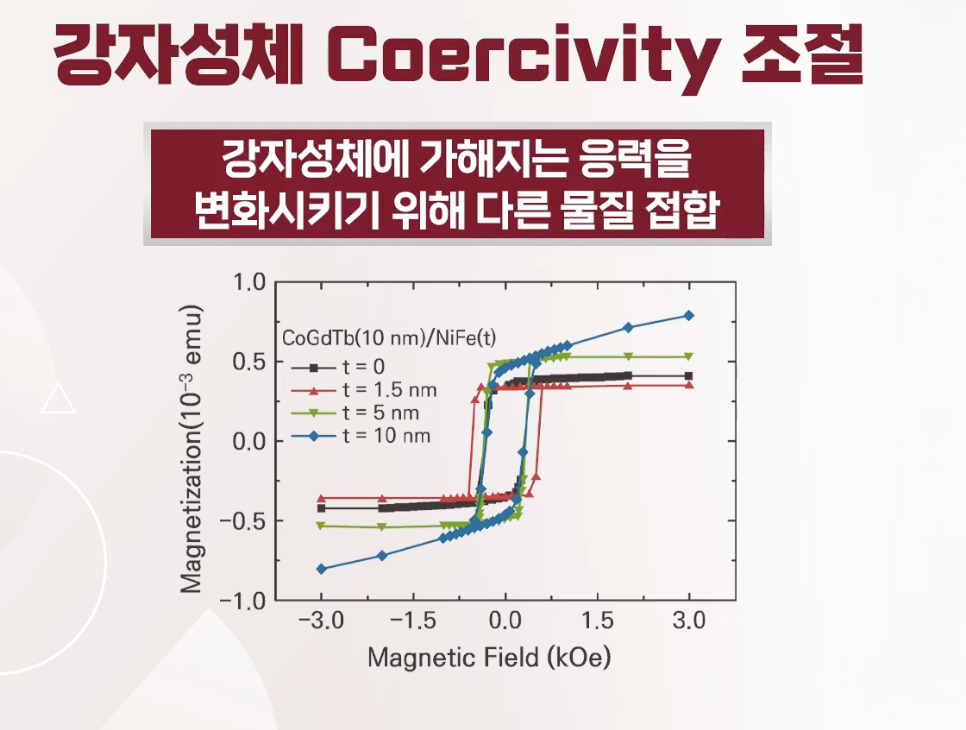 강자성체 Coercivity 조절
강자성체에 가해지는 응력을
변화시키기 위해 다른 물질 접합
1.0
0.5
0.0
−0.5
−1.0
Magnetization(10⁻³ emu)
CoGdTb(10 nm)/NiFe(t)
t = 0
t = 1.5 nm
t = 5 nm
t = 10 nm
−3.0 −1.5 0.0 1.5 3.0
Magnetic Field (kOe)